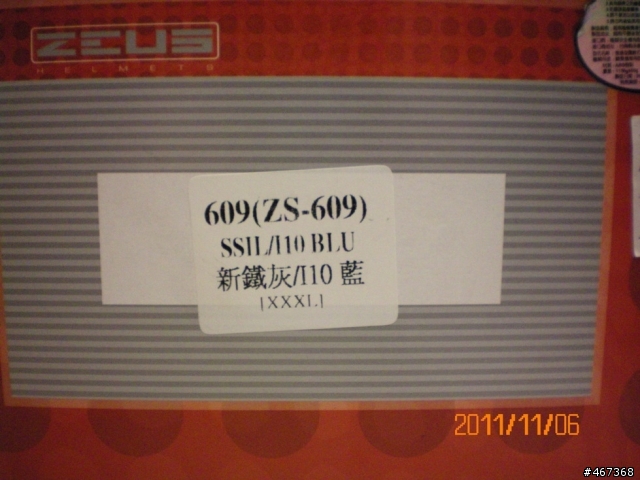 ZEUS
HELMETS
609(ZS-609)
SSIL/I10 BLU
新鐵灰/I10 藍
[XXXL]
2011/11/06
#467368